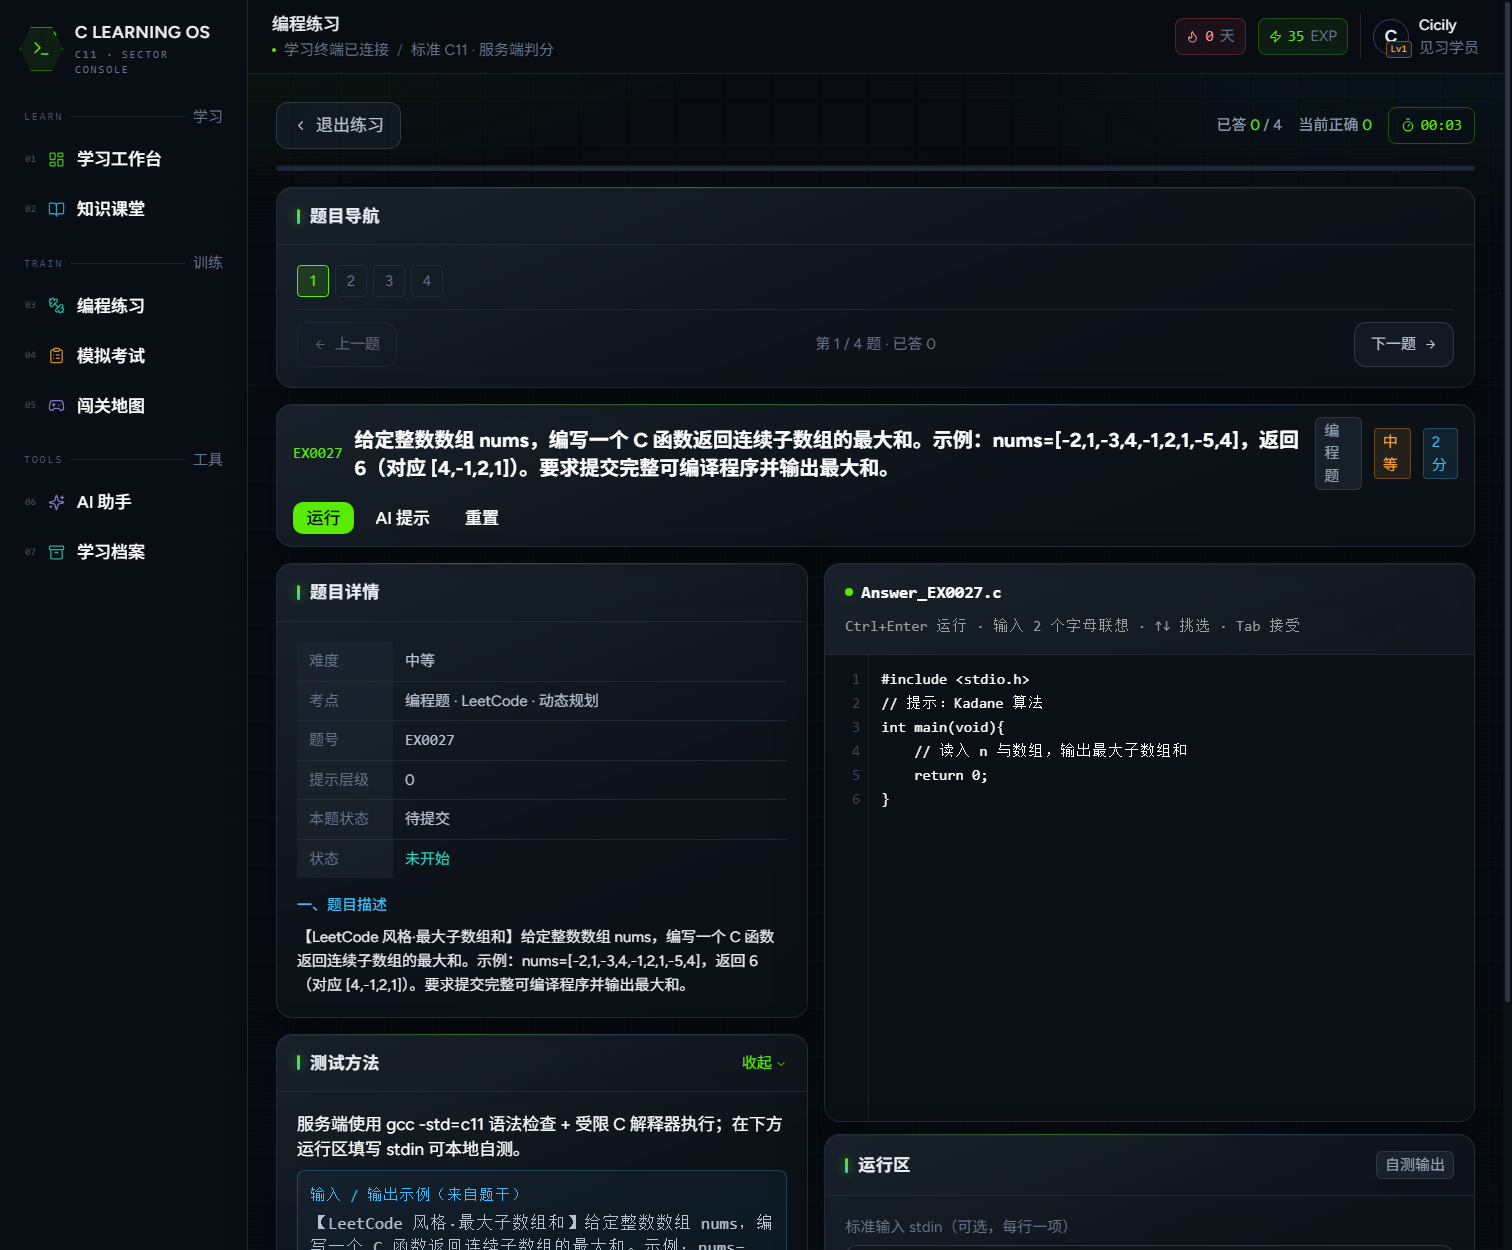 C LEARNING OS
C11 · SECTOR
CONSOLE
LEARN 学习
01 学习工作台
02 知识课堂
TRAIN 训练
03 编程练习
04 模拟考试
05 闯关地图
TOOLS 工具
06 AI 助手
07 学习档案
编程练习
学习终端已连接 / 标准 C11 · 服务端判分
0 天
35 EXP
C
Lv1
Cicily
见习学员
退出练习
已答 0 / 4 当前正确 0 00:03
题目导航
1 2 3 4
← 上一题
第 1 / 4 题 · 已答 0
下一题 →
EX0027
给定整数数组 nums，编写一个 C 函数返回连续子数组的最大和。示例：nums=[-2,1,-3,4,-1,2,1,-5,4]，返回
6（对应 [4,-1,2,1]）。要求提交完整可编译程序并输出最大和。
编
程
题
中
等
2
分
运行 AI 提示 重置
题目详情
难度 中等
考点 编程题 · LeetCode · 动态规划
题号 EX0027
提示层级 0
本题状态 待提交
状态 未开始
一、题目描述
【LeetCode 风格·最大子数组和】给定整数数组 nums，编写一个 C 函数
返回连续子数组的最大和。示例：nums=[-2,1,-3,4,-1,2,1,-5,4]，返回 6
（对应 [4,-1,2,1]）。要求提交完整可编译程序并输出最大和。
测试方法 收起
服务端使用 gcc -std=c11 语法检查 + 受限 C 解释器执行；在下方
运行区填写 stdin 可本地自测。
输入 / 输出示例（来自题干）
【LeetCode 风格·最大子数组和】给定整数数组 nums，编
写一个 C 函数返回连续子数组的最大和。示例：nums=
Answer_EX0027.c
Ctrl+Enter 运行 · 输入 2 个字母联想 · ↑↓ 挑选 · Tab 接受
1 #include <stdio.h>
2 // 提示：Kadane 算法
3 int main(void){
4 // 读入 n 与数组，输出最大子数组和
5 return 0;
6 }
运行区 自测输出
标准输入 stdin（可选，每行一项）